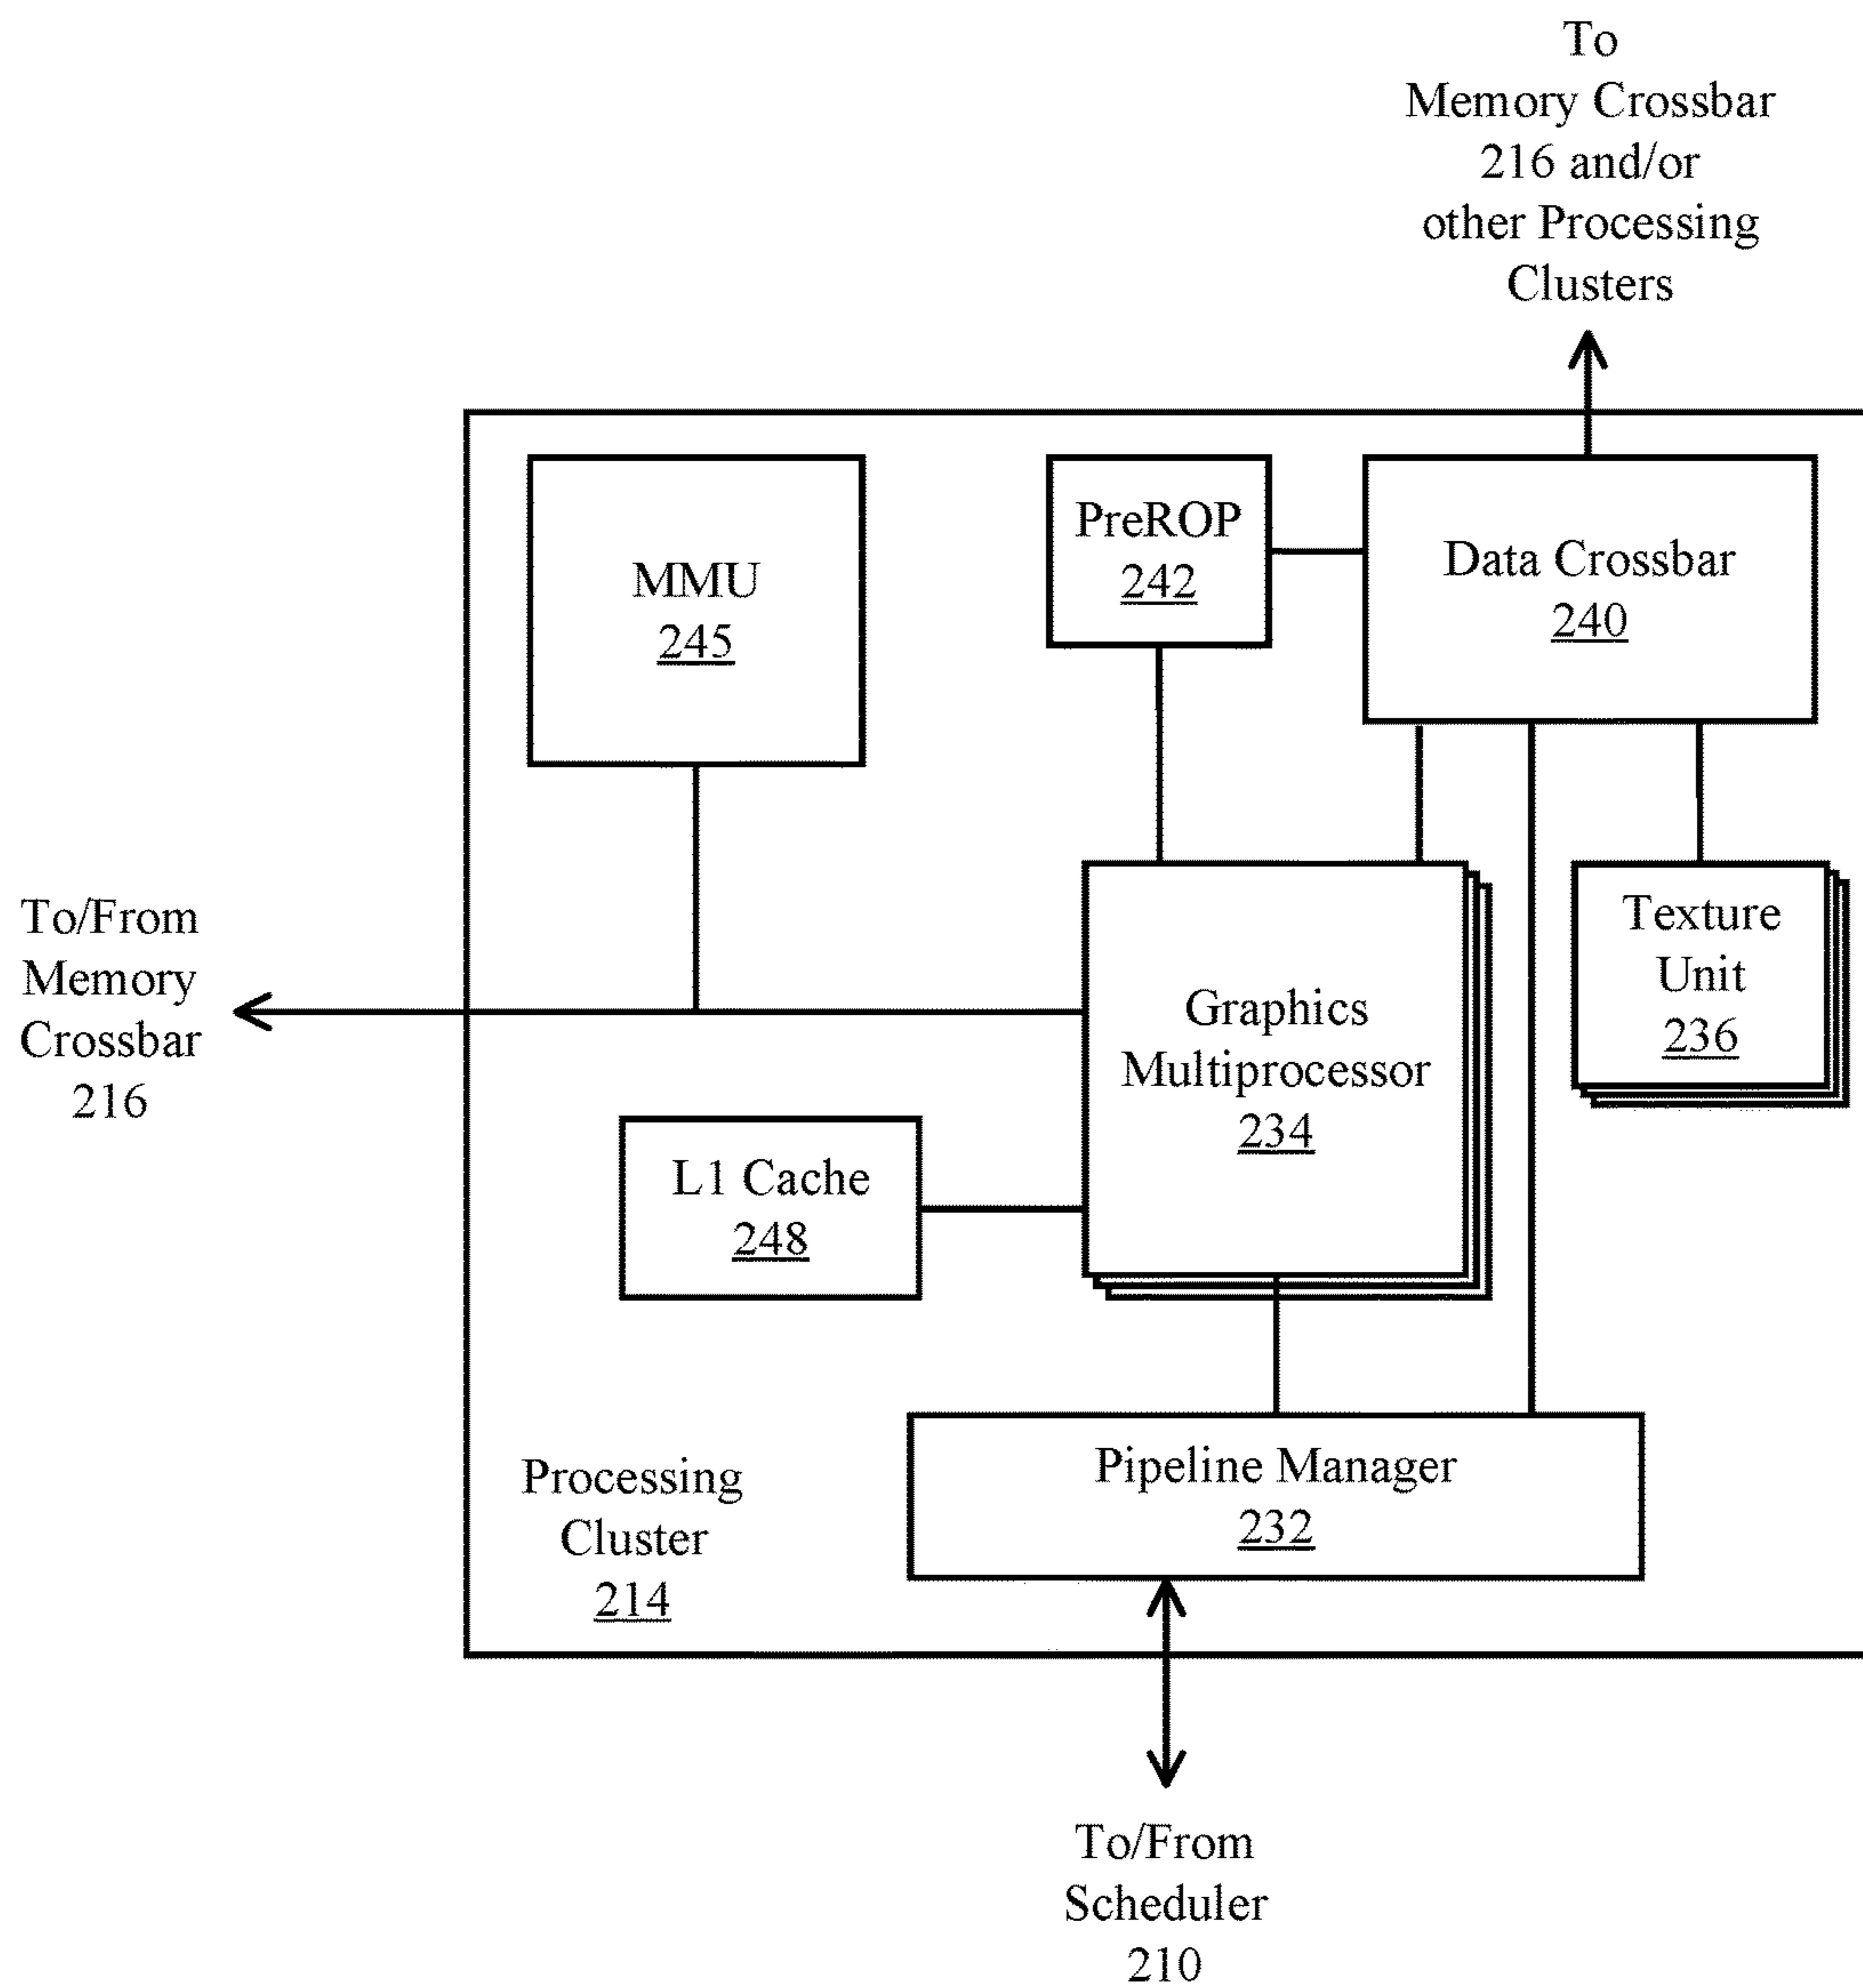 To
Memory Crossbar
216 and/or
other Processing
Clusters
MMU
245
PreROP
242
Data Crossbar
240
To/From
Memory
Crossbar
216
Graphics
Multiprocessor
234
Texture
Unit
236
L1 Cache
248
Pipeline Manager
232
Processing
Cluster
214
To/From
Scheduler
210